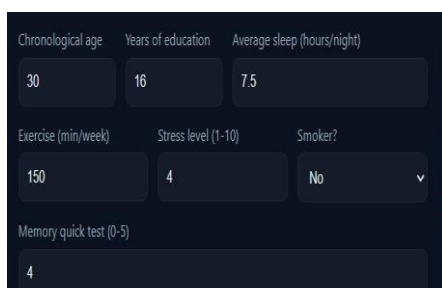 Chronological age Years of education Average sleep (hours/night)
30 16 7.5
Exercise (min/week) Stress level (1-10) Smoker?
150 4 No
Memory quick test (0-5)
4